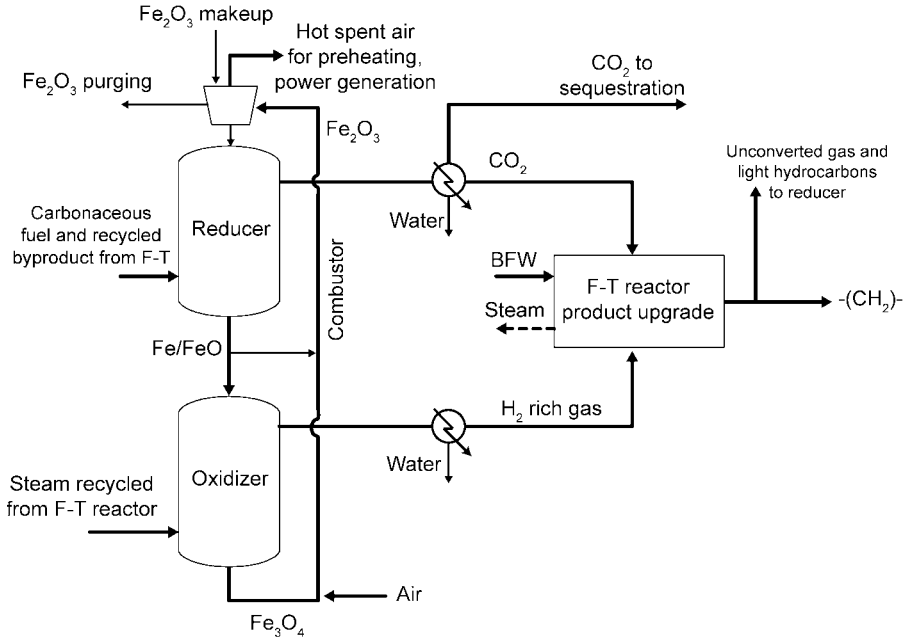 Fe₂O₃ makeup
Hot spent air
for preheating,
power generation
Fe₂O₃ purging
Fe₂O₃
CO₂ to
sequestration
CO₂
Unconverted gas and
light hydrocarbons
to reducer
Carbonaceous
fuel and recycled
byproduct from F-T
Reducer
Water
BFW
F-T reactor
product upgrade
Steam
-(CH₂)-
Combustor
Fe/FeO
H₂ rich gas
Water
Oxidizer
Steam recycled
from F-T reactor
Air
Fe₃O₄